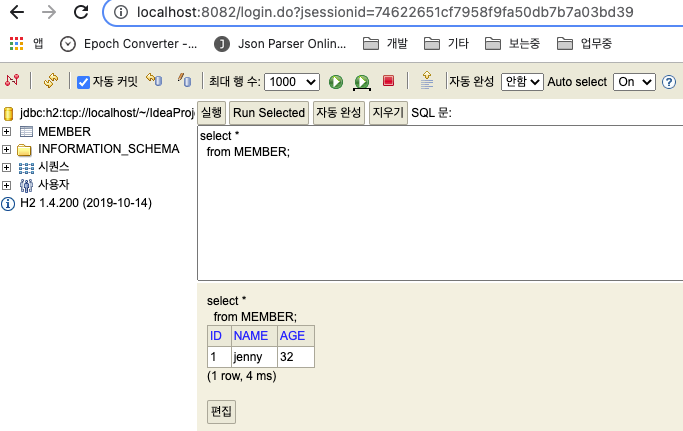 localhost:8082/login.do?jsessionid=74622651cf7958f9fa50db7b7a03bd39
앱 Epoch Converter -... Json Parser Onlin... 개발 기타 보는중 업무중
자동 커밋 최대 행 수: 1000 자동 완성 안함 Auto select On
jdbc:h2:tcp://localhost/~/IdeaProj
MEMBER
INFORMATION_SCHEMA
시퀀스
사용자
H2 1.4.200 (2019-10-14)
실행 Run Selected 자동 완성 지우기 SQL 문:
select *
from MEMBER;
select *
from MEMBER;
ID NAME AGE
1 jenny 32
(1 row, 4 ms)
편집